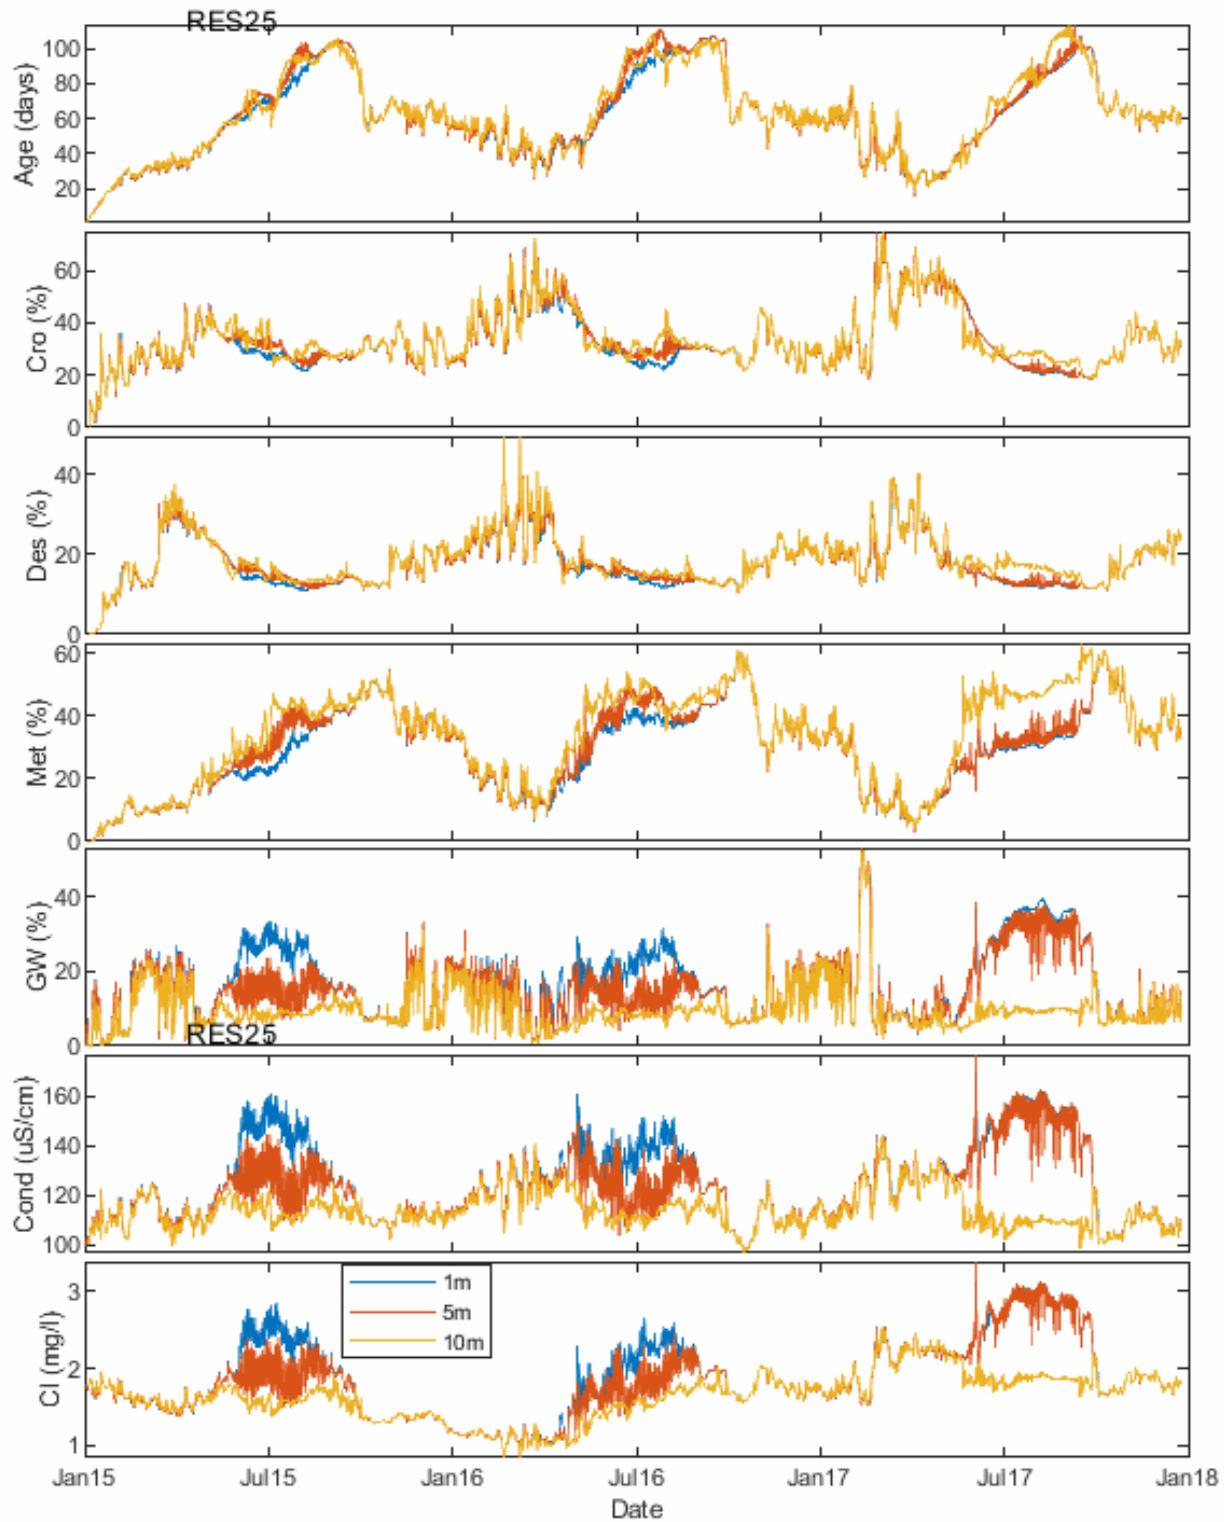 RES25
100
80
60
40
20
Age (days)
60
40
20
0
Cro (%)
40
20
0
Des (%)
60
40
20
0
Met (%)
40
20
0
GW (%)
RES25
160
140
120
100
Cond (uS/cm)
1m
5m
10m
3
2
1
Cl (mg/l)
Jan15 Jul15 Jan16 Jul16 Jan17 Jul17 Jan18
Date